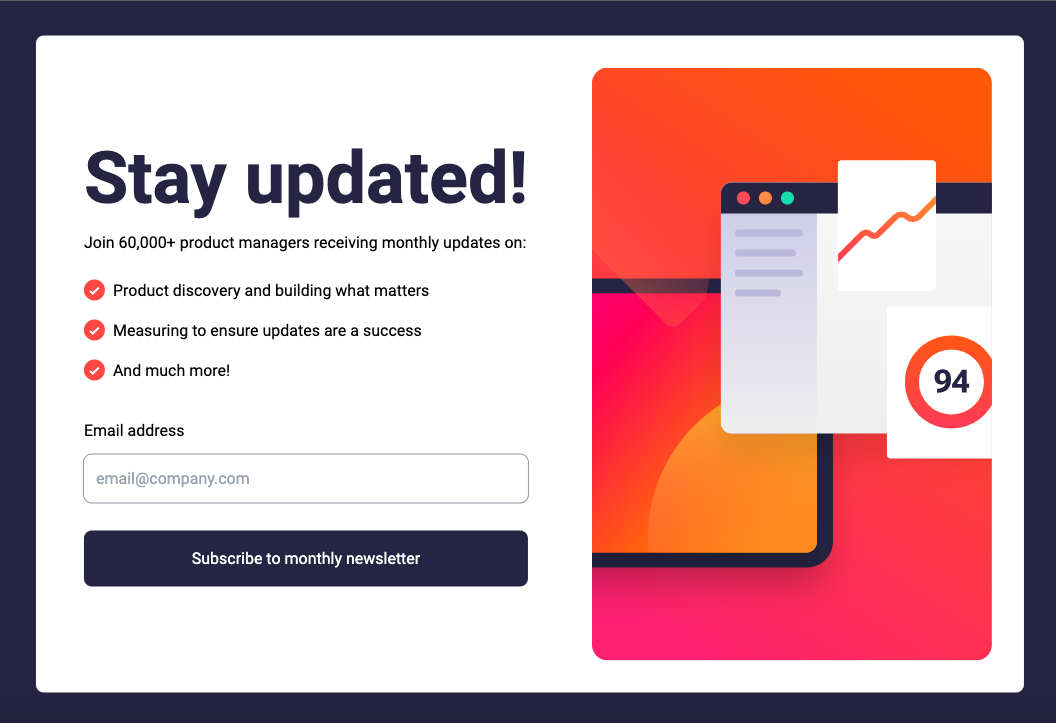 Stay updated!
Join 60,000+ product managers receiving monthly updates on:
Product discovery and building what matters
Measuring to ensure updates are a success
And much more!
Email address
email@company.com
Subscribe to monthly newsletter
94